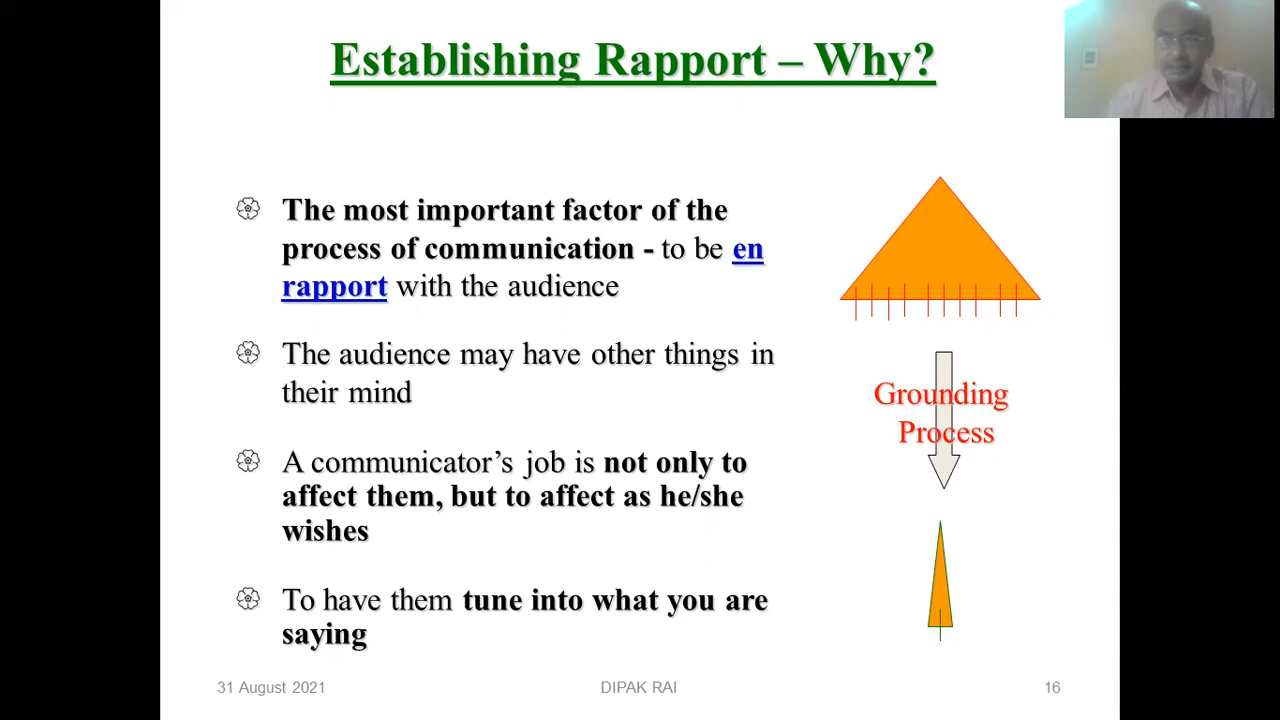 Establishing Rapport – Why?
The most important factor of the
process of communication - to be en
rapport with the audience
The audience may have other things in
their mind
A communicator’s job is not only to
affect them, but to affect as he/she
wishes
To have them tune into what you are
saying
Grounding
Process
31 August 2021
DIPAK RAI
16